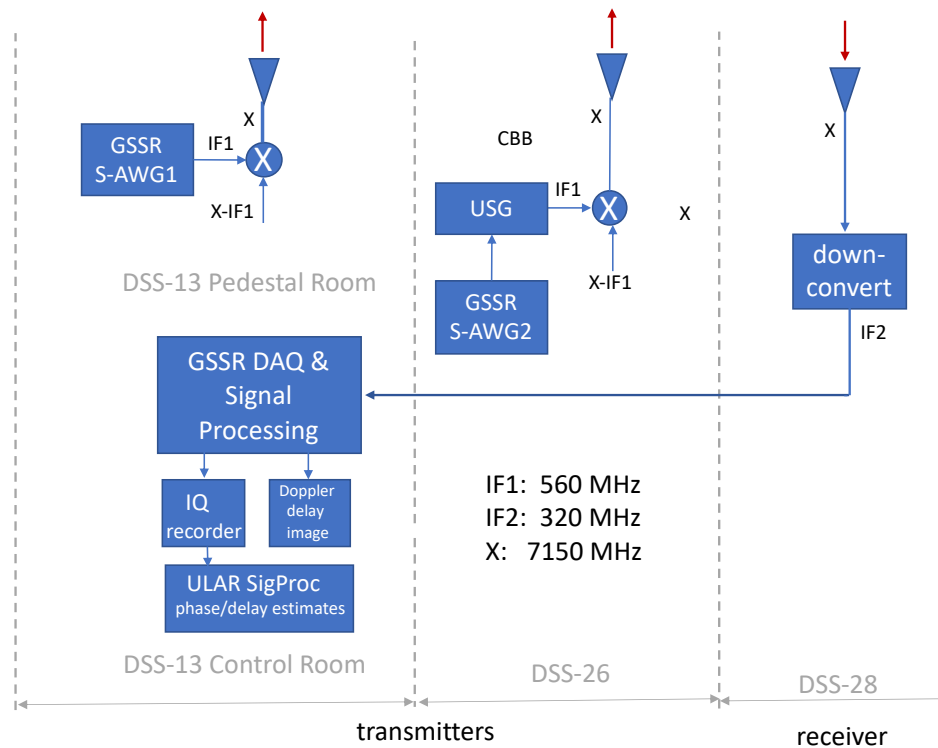 GSSR
S-AWG1
IF1
X
X
X-IF1
DSS-13 Pedestal Room
GSSR DAQ &
Signal
Processing
IQ
recorder
Doppler
delay
image
ULAR SigProc
phase/delay estimates
DSS-13 Control Room
CBB
X
USG
IF1
X
X
X-IF1
GSSR
S-AWG2
IF1: 560 MHz
IF2: 320 MHz
X: 7150 MHz
DSS-26
X
down-
convert
IF2
DSS-28
transmitters
receiver